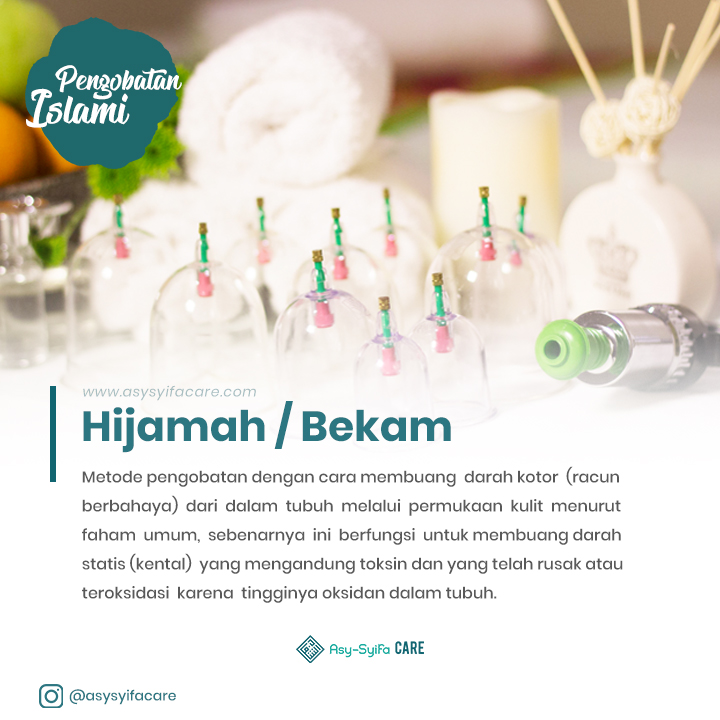 Pengobatan
Islami
www.asysyifacare.com
Hijamah / Bekam
Metode pengobatan dengan cara membuang darah kotor (racun
berbahaya) dari dalam tubuh melalui permukaan kulit menurut
faham umum, sebenarnya ini berfungsi untuk membuang darah
statis (kental) yang mengandung toksin dan yang telah rusak atau
teroksidasi karena tingginya oksidan dalam tubuh.
Asy-Syifa CARE
@asysyifacare